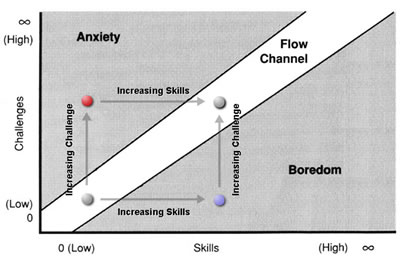 ∞
(High)
Anxiety
Flow
Channel
Increasing Skills
Challenges
Increasing Challenge
Increasing Challenge
Boredom
(Low)
0
Increasing Skills
0 (Low)
Skills
(High)
∞